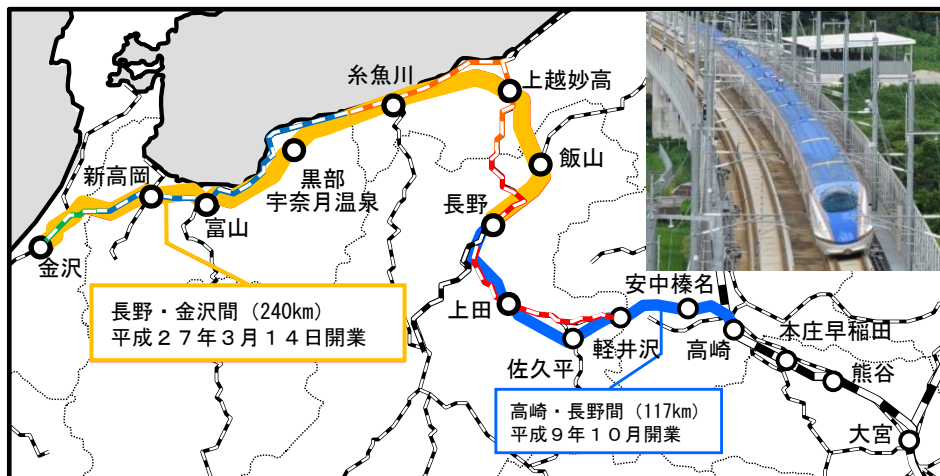 糸魚川
上越妙高
飯山
新高岡
黒部
宇奈月温泉
富山
長野
金沢
長野・金沢間（240km）
平成２７年３月１４日開業
上田
安中榛名
佐久平
軽井沢
高崎
本庄早稲田
熊谷
大宮
高崎・長野間（117km）
平成９年１０月開業